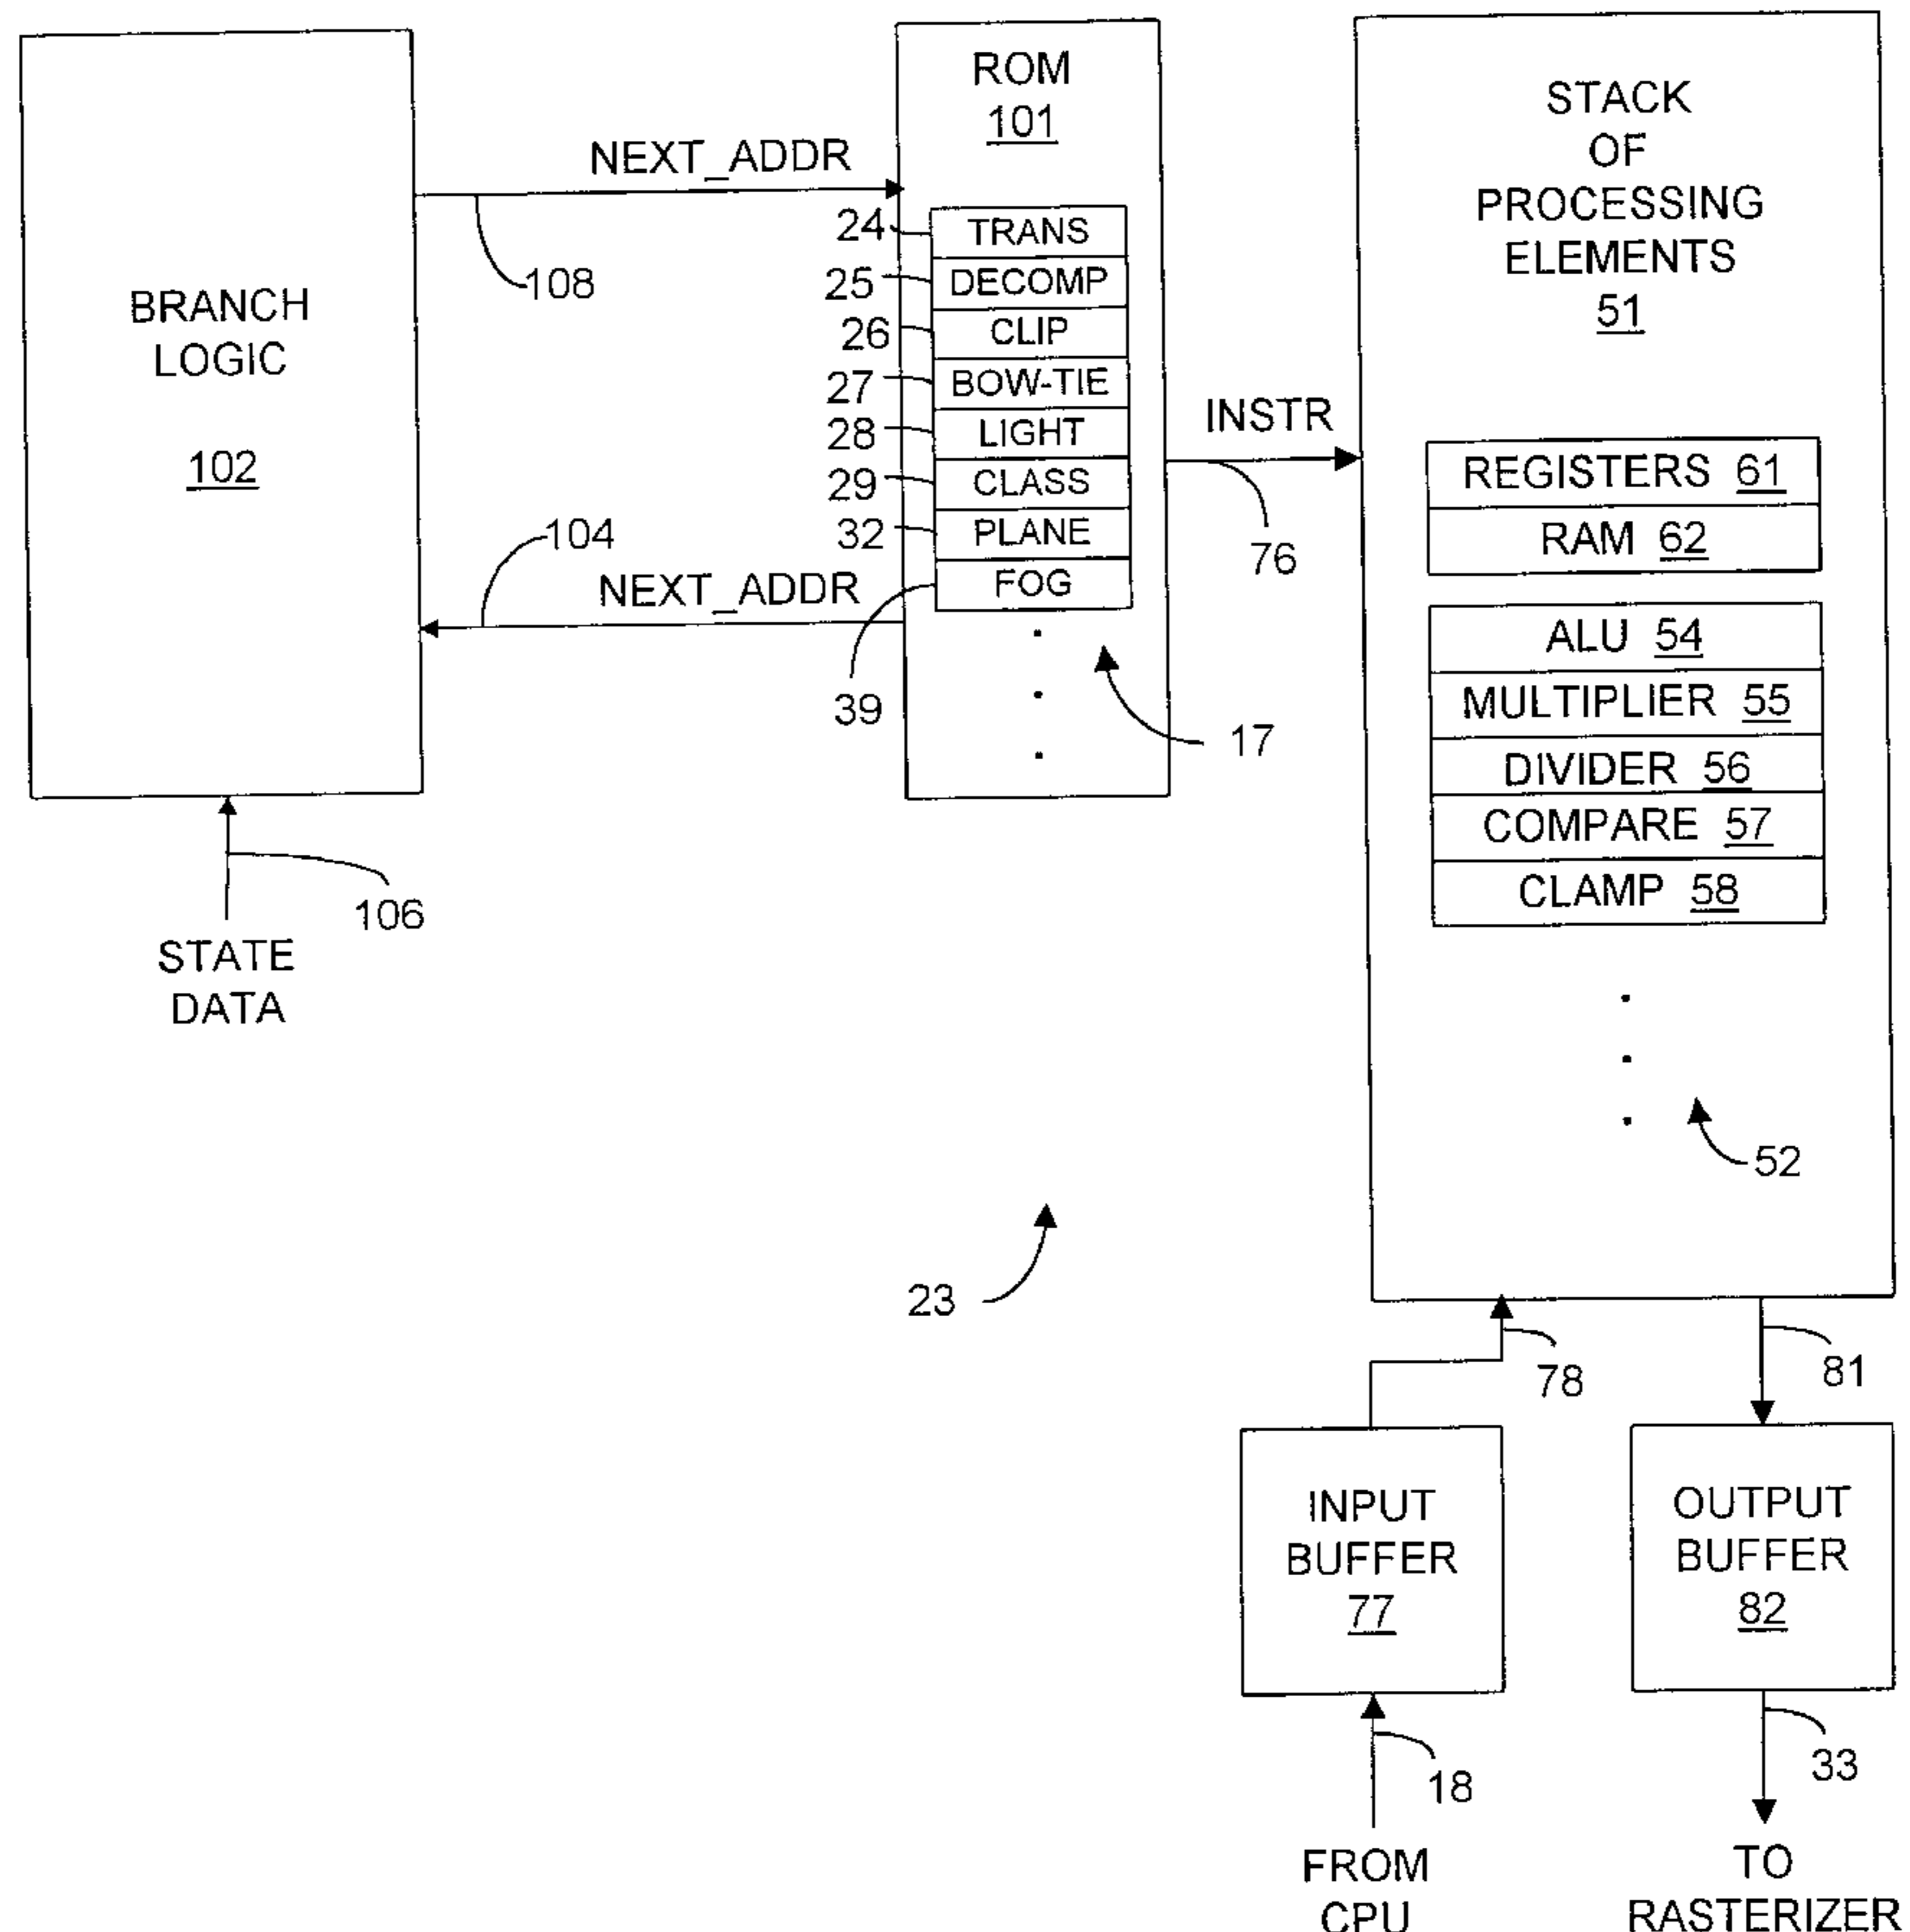 BRANCH
LOGIC
102
NEXT_ADDR
108
104
NEXT_ADDR
106
STATE
DATA
ROM
101
24 TRANS
25 DECOMP
26 CLIP
27 BOW-TIE
28 LIGHT
29 CLASS
32 PLANE
39 FOG
17
INSTR
76
STACK
OF
PROCESSING
ELEMENTS
51
REGISTERS 61
RAM 62
ALU 54
MULTIPLIER 55
DIVIDER 56
COMPARE 57
CLAMP 58
52
23
78
81
INPUT
BUFFER
77
OUTPUT
BUFFER
82
18
33
FROM
CPU
TO
RASTERIZER